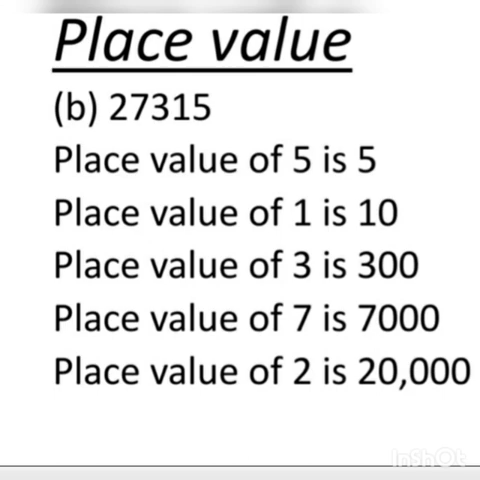 Place value
(b) 27315
Place value of 5 is 5
Place value of 1 is 10
Place value of 3 is 300
Place value of 7 is 7000
Place value of 2 is 20,000
InShOt